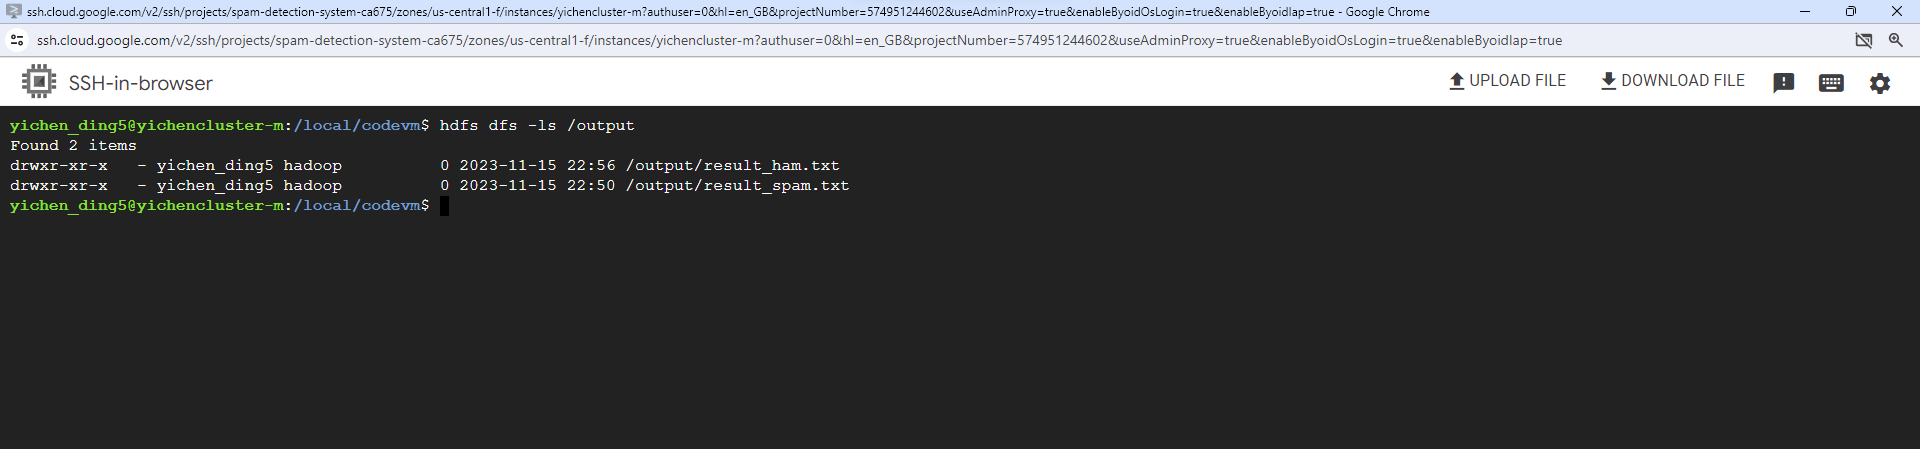 ssh.cloud.google.com/v2/ssh/projects/spam-detection-system-ca675/zones/us-central1-f/instances/yichencluster-m?authuser=0&hl=en_GB&projectNumber=574951244602&useAdminProxy=true&enableByoidOsLogin=true&enableByoidIap=true - Google Chrome
ssh.cloud.google.com/v2/ssh/projects/spam-detection-system-ca675/zones/us-central1-f/instances/yichencluster-m?authuser=0&hl=en_GB&projectNumber=574951244602&useAdminProxy=true&enableByoidOsLogin=true&enableByoidIap=true
SSH-in-browser UPLOAD FILE DOWNLOAD FILE
yichen_ding5@yichencluster-m:/local/codevm$ hdfs dfs -ls /output
Found 2 items
drwxr-xr-x   - yichen_ding5 hadoop          0 2023-11-15 22:56 /output/result_ham.txt
drwxr-xr-x   - yichen_ding5 hadoop          0 2023-11-15 22:50 /output/result_spam.txt
yichen_ding5@yichencluster-m:/local/codevm$